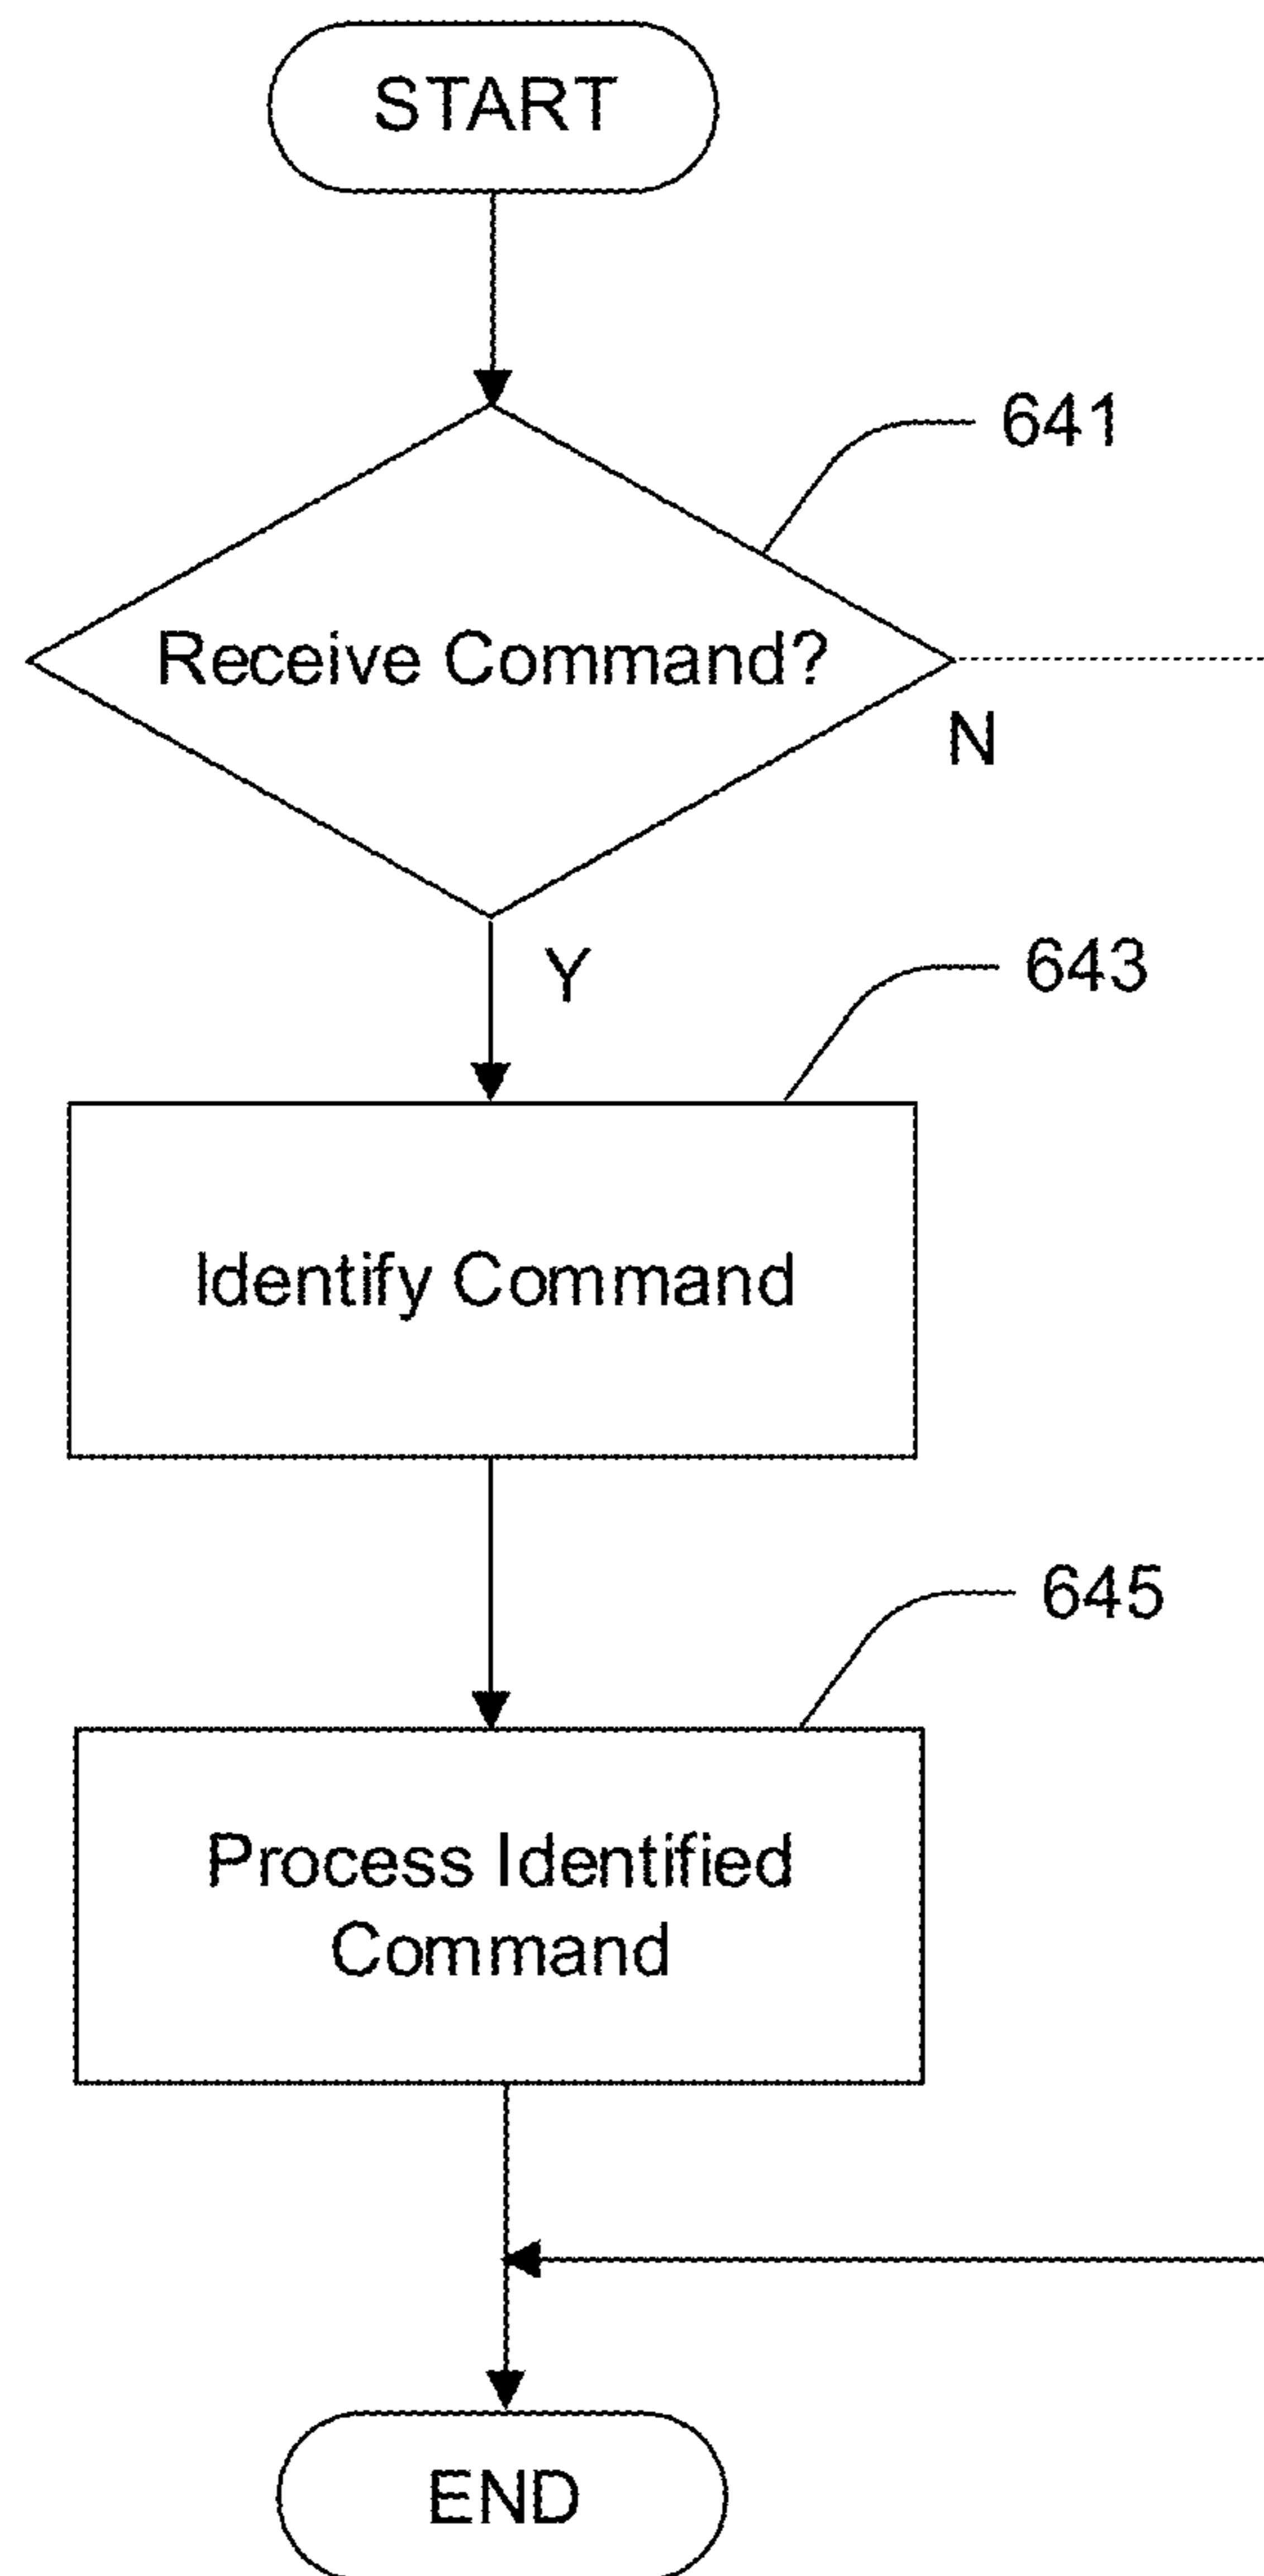 START
641
Receive Command?
N
Y
643
Identify Command
645
Process Identified
Command
END